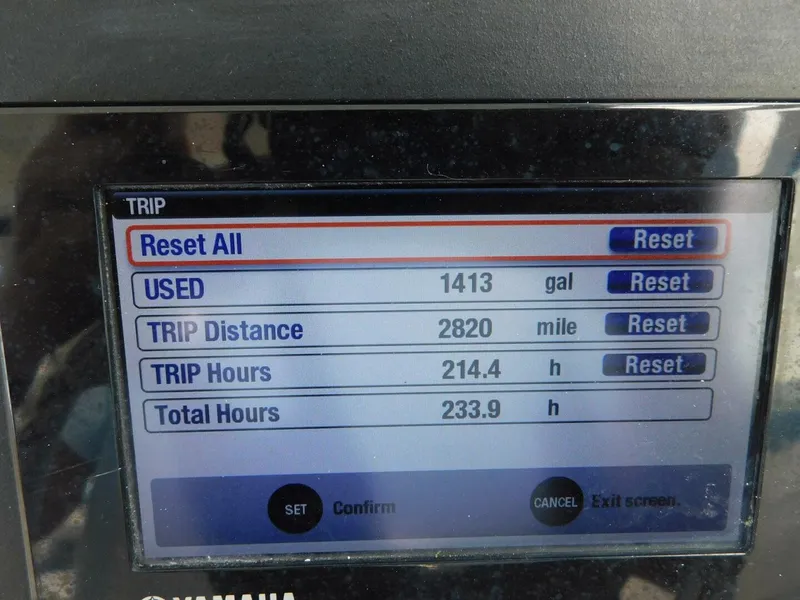 TRIP
Reset All Reset
USED 1413 gal Reset
TRIP Distance 2820 mile Reset
TRIP Hours 214.4 h Reset
Total Hours 233.9 h
SET Confirm CANCEL Exit screen.
YAMAHA